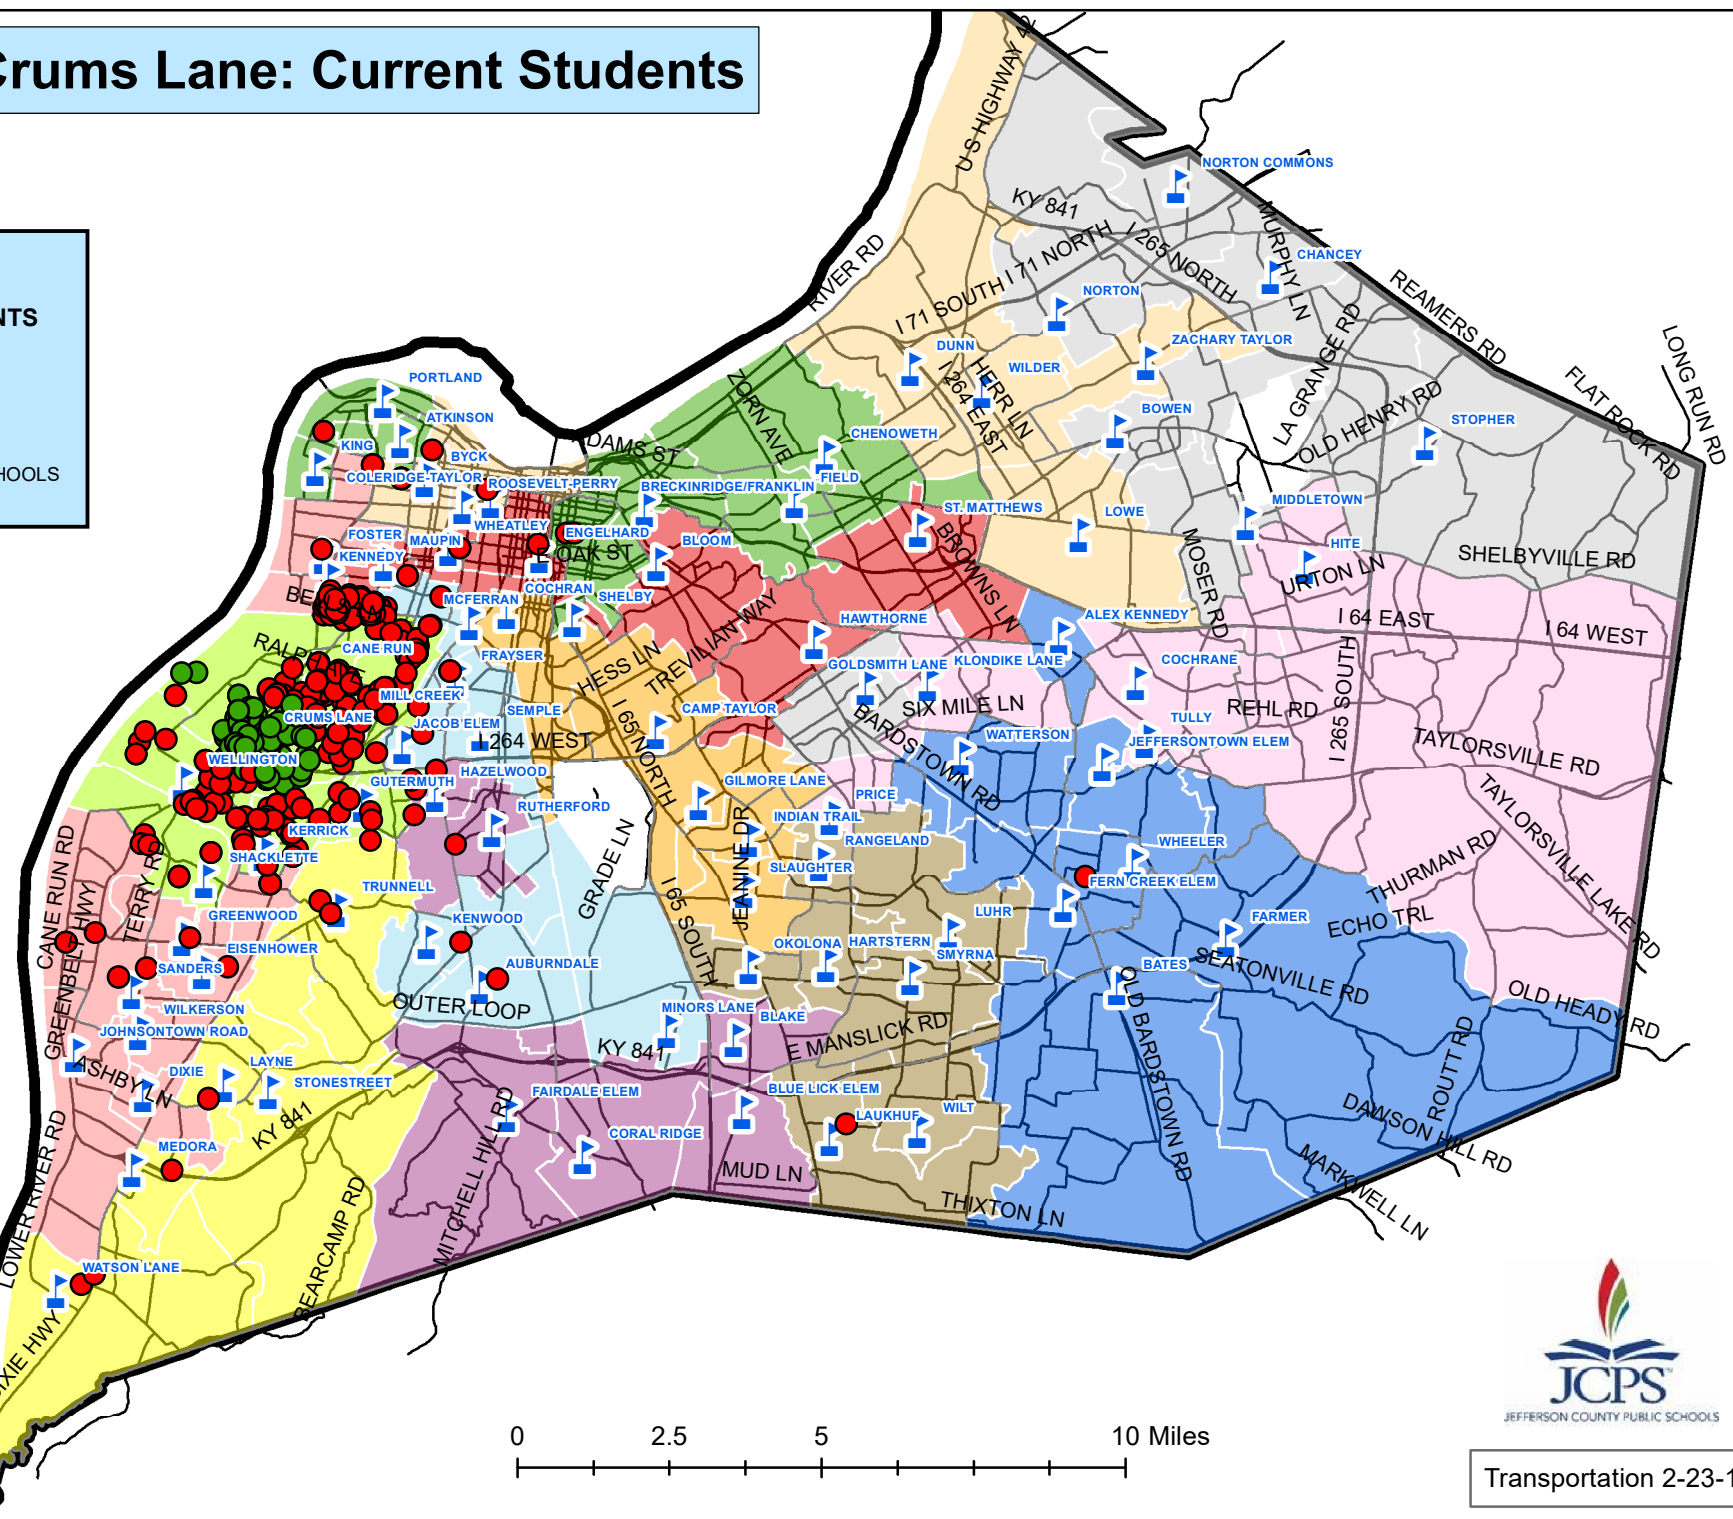 Crums Lane: Current Students
NTS
HOOLS
U S HIGHWAY 42
NORTON COMMONS
KY 841
MURPHY LN
I 265 NORTH
I 71 NORTH
CHANCEY
RIVER RD
REAMERS RD
NORTON
I 71 SOUTH
LONG RUN RD
LA GRANGE RD
ZACHARY TAYLOR
DUNN
HERR LN
WILDER
I 264 EAST
FLAT ROCK RD
PORTLAND
ZORN AVE
OLD HENRY RD
ATKINSON
BOWEN
STOPHER
CHENOWETH
KING
ADAMS ST
BYCK
COLERIDGE-TAYLOR
ROOSEVELT-PERRY
BRECKINRIDGE/FRANKLIN
FIELD
MIDDLETOWN
ST. MATTHEWS
LOWE
WHEATLEY
ENGELHARD
FOSTER
MAUPIN
BLOOM
E OAK ST
BROWNS LN
MOSER RD
HITE
KENNEDY
SHELBYVILLE RD
URTON LN
COCHRAN
MCFERRAN
SHELBY
HAWTHORNE
ALEX KENNEDY
I 64 EAST
I 64 WEST
RALPH AVE
CANE RUN
FRAYSER
HESS LN
TREVILIAN WAY
GOLDSMITH LANE
KLONDIKE LANE
COCHRANE
MILL CREEK
SEMPLE
CAMP TAYLOR
SIX MILE LN
REHL RD
I 265 SOUTH
CRUMS LANE
JACOB ELEM
I 65 NORTH
BARDSTOWN RD
TULLY
I 264 WEST
WATTERSON
JEFFERSONTOWN ELEM
TAYLORSVILLE RD
WELLINGTON
GUTERMUTH
HAZELWOOD
GILMORE LANE
PRICE
RUTHERFORD
INDIAN TRAIL
TAYLORSVILLE LAKE RD
KERRICK
RANGELAND
WHEELER
SHACKLETTE
SLAUGHTER
FERN CREEK ELEM
THURMAN RD
CANE RUN RD
TERRY RD
TRUNNELL
GRADE LN
JEANINE DR
GREENWOOD
KENWOOD
LUHR
FARMER
ECHO TRL
GREENBELT HWY
EISENHOWER
I 65 SOUTH
OKOLONA
HARTSTERN
SMYRNA
SANDERS
AUBURNDALE
BATES
SEATONVILLE RD
WILKERSON
OUTER LOOP
MINORS LANE
BLAKE
OLD HEADY RD
JOHNSONTOWN ROAD
E MANSLICK RD
OLD BARDSTOWN RD
KY 841
ROUTT RD
ASHBY LN
DIXIE
LAYNE
STONESTREET
FAIRDALE ELEM
BLUE LICK ELEM
WILT
LAUKHUF
DAWSON HILL RD
KY 841
CORAL RIDGE
MEDORA
MITCHELL HILL RD
MUD LN
MARKWELL LN
LOWER RIVER RD
BEARCAMP RD
THIXTON LN
WATSON LANE
DIXIE HWY
JCPS
JEFFERSON COUNTY PUBLIC SCHOOLS
0 2.5 5 10 Miles
Transportation 2-23-1